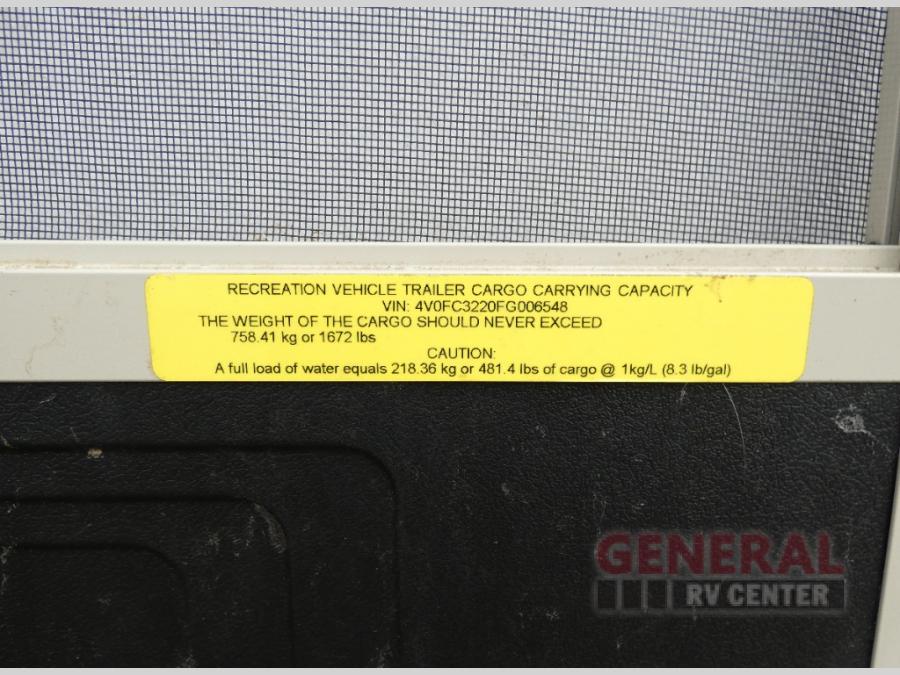 RECREATION VEHICLE TRAILER CARGO CARRYING CAPACITY
VIN: 4V0FC3220FG006548
THE WEIGHT OF THE CARGO SHOULD NEVER EXCEED
758.41 kg or 1672 lbs
CAUTION:
A full load of water equals 218.36 kg or 481.4 lbs of cargo @ 1kg/L (8.3 lb/gal)
GENERAL
RV CENTER